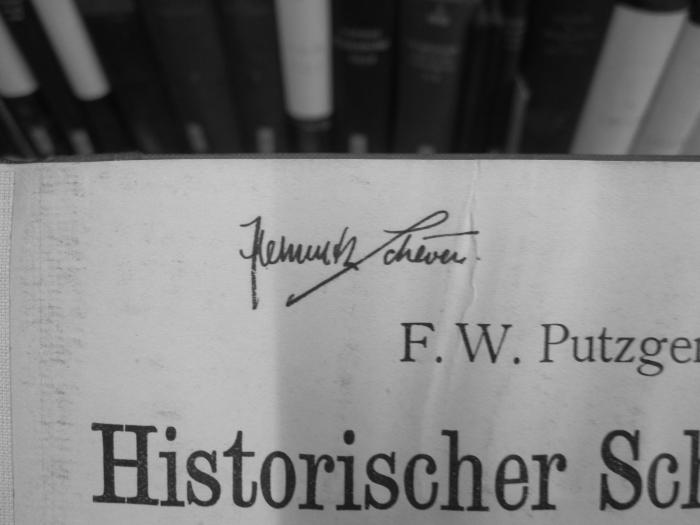 Helmuth Scheven
F. W. Putzger
Historischer Sch